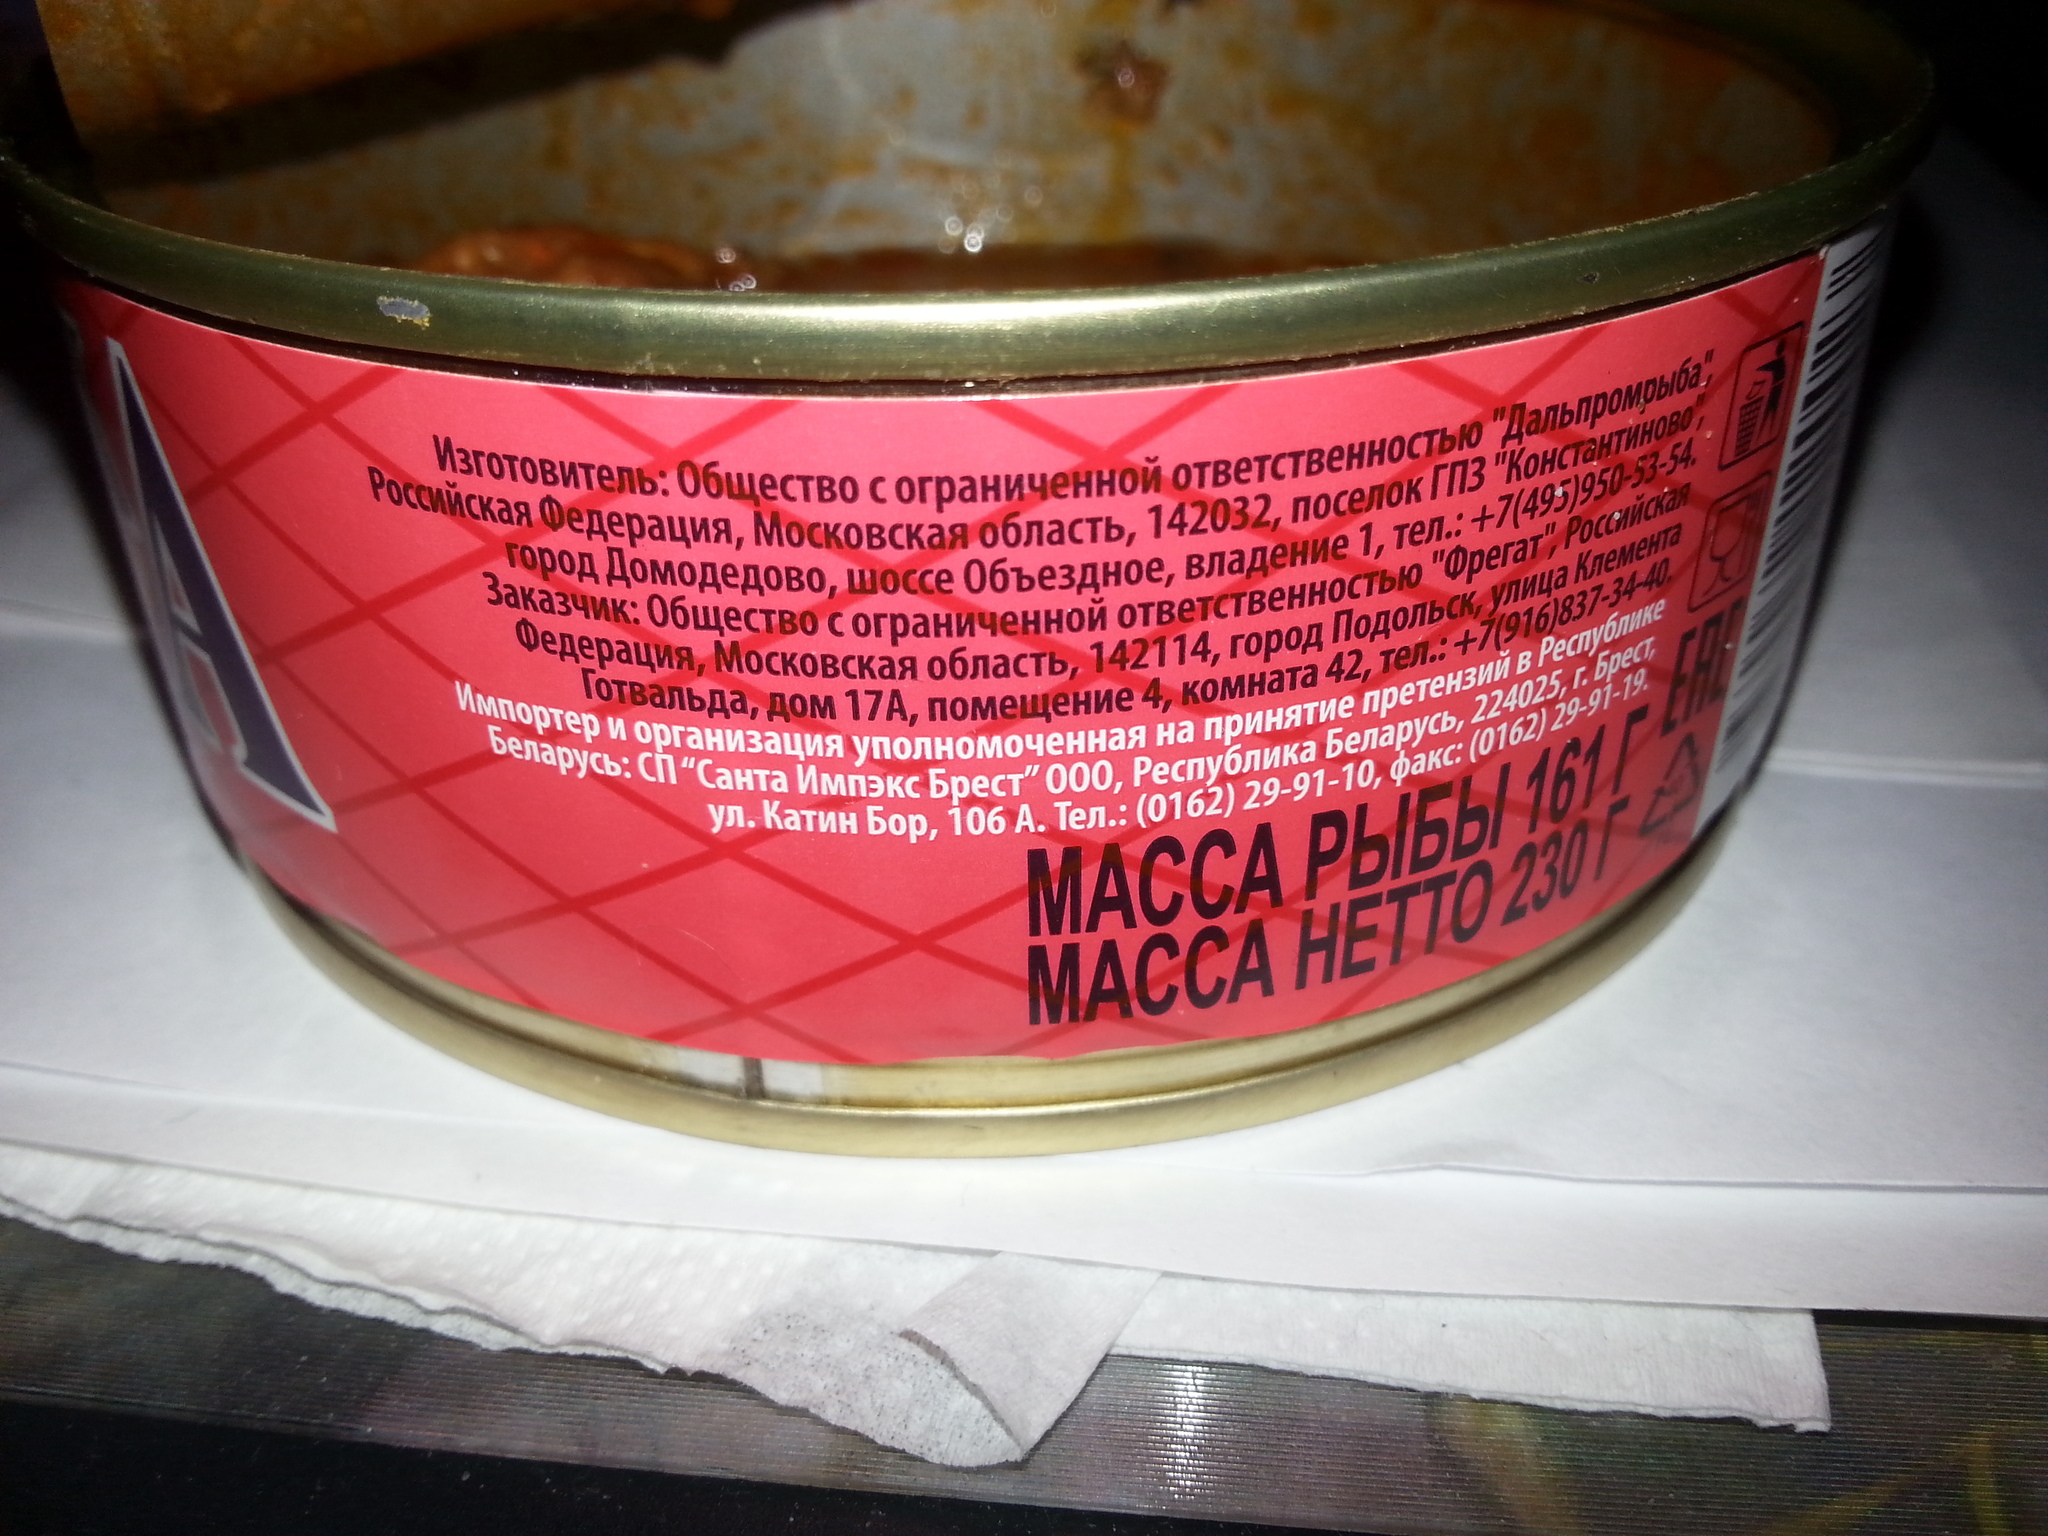 А
Изготовитель: Общество с ограниченной ответственностью "Дальпромрыба",
Российская Федерация, Московская область, 142032, поселок ГПЗ "Константиново",
город Домодедово, шоссе Объездное, владение 1, тел.: +7(495)950-53-54.
Заказчик: Общество с ограниченной ответственностью "Фрегат", Российская
Федерация, Московская область, 142114, город Подольск, улица Клемента
Готвальда, дом 17А, помещение 4, комната 42, тел.: +7(916)837-34-40.
Импортер и организация уполномоченная на принятие претензий в Республике
Беларусь: СП “Санта Импэкс Брест” ООО, Республика Беларусь, 224025, г. Брест,
ул. Катин Бор, 106 А. Тел.: (0162) 29-91-10, факс: (0162) 29-91-19.
МАССА РЫБЫ 161 Г
МАССА НЕТТО 230 Г
EAC